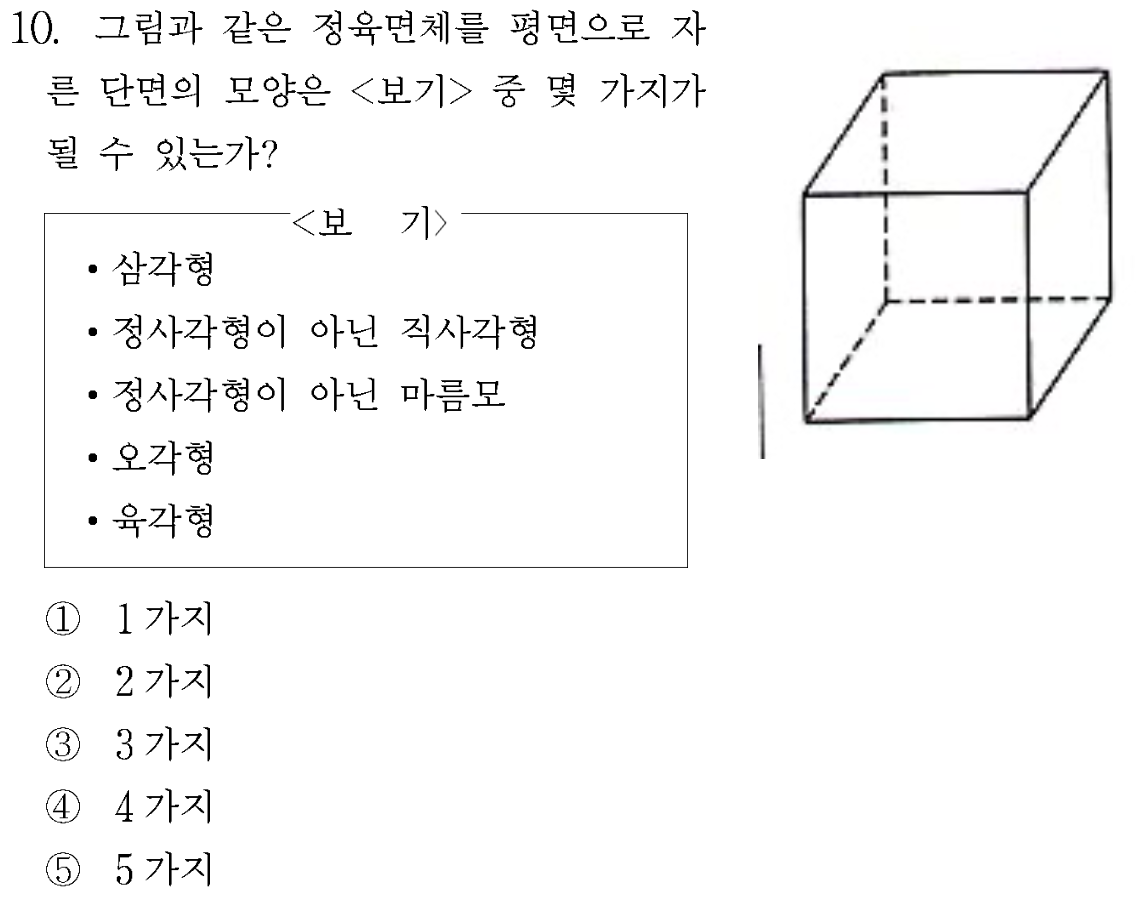 10. 그림과 같은 정육면체를 평면으로 자
른 단면의 모양은 <보기> 중 몇 가지가
될 수 있는가?
<보 기>
• 삼각형
• 정사각형이 아닌 직사각형
• 정사각형이 아닌 마름모
• 오각형
• 육각형
① 1가지
② 2가지
③ 3가지
④ 4가지
⑤ 5가지